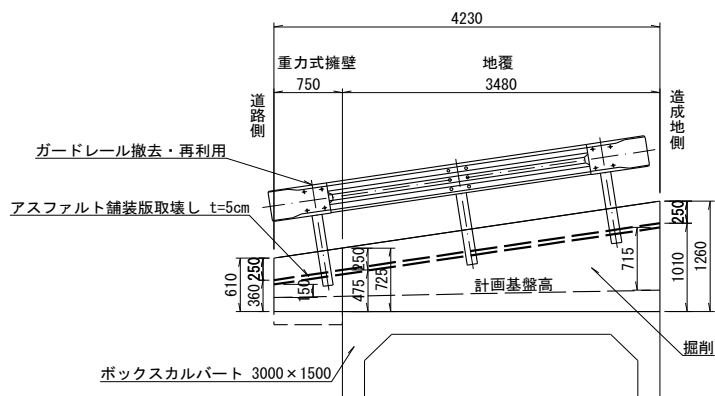 4230
重力式擁壁
地覆
750
3480
道路側
造成地側
ガードレール撤去・再利用
アスファルト舗装版取壊し t=5cm
610
250
360
150
250
475
725
計画基盤高
715
250
1010
1260
掘削
ボックスカルバート 3000×1500